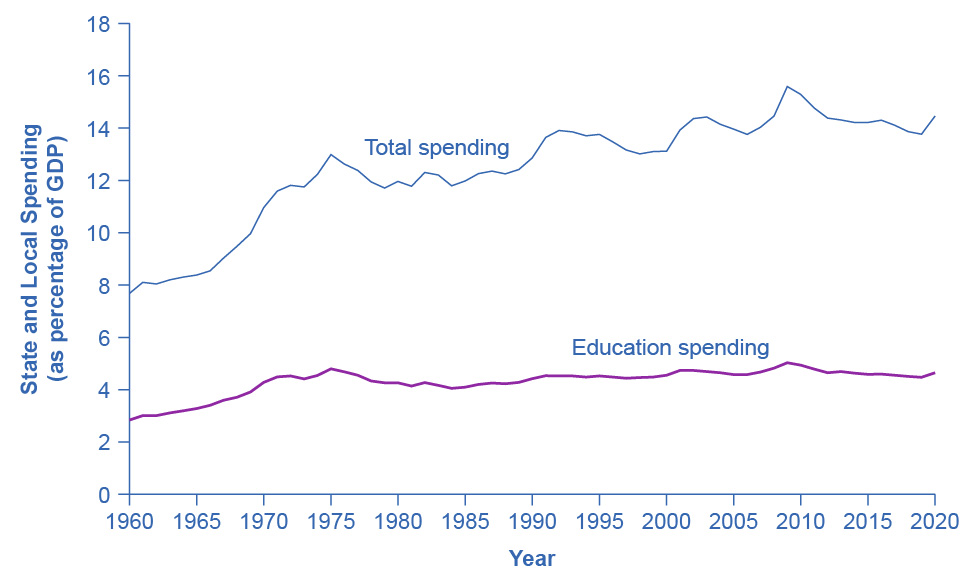 State and Local Spending
(as percentage of GDP)
18
16
14
12
10
8
6
4
2
0
Total spending
Education spending
1960 1965 1970 1975 1980 1985 1990 1995 2000 2005 2010 2015 2020
Year